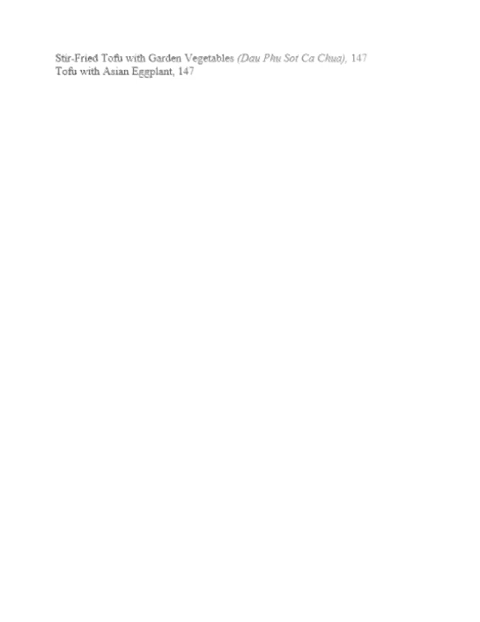 Stir-Fried Tofu with Garden Vegetables (Dau Phu Sot Ca Chua), 147
Tofu with Asian Eggplant, 147